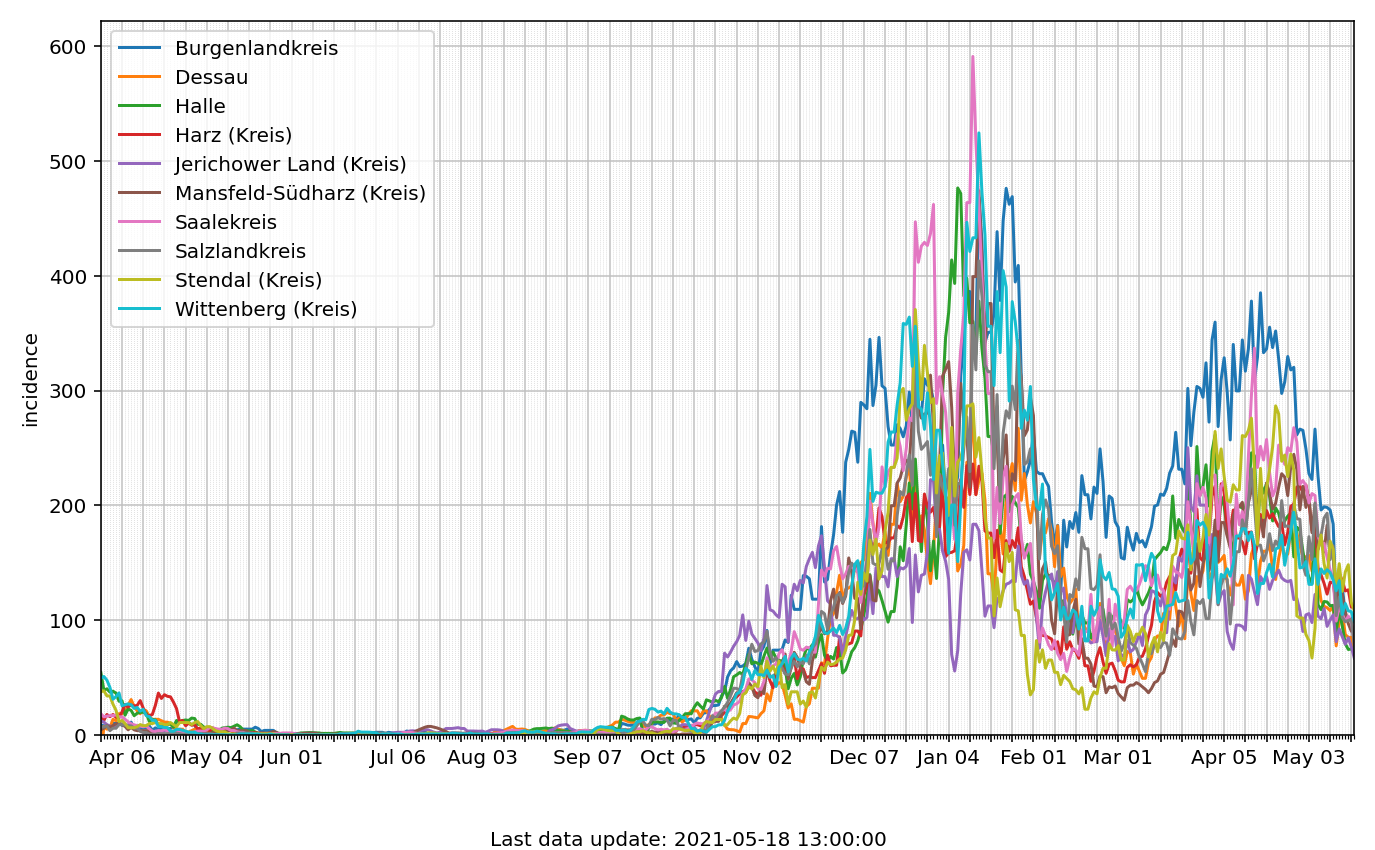 600
500
400
300
200
100
0
incidence
Burgenlandkreis
Dessau
Halle
Harz (Kreis)
Jerichower Land (Kreis)
Mansfeld-Südharz (Kreis)
Saalekreis
Salzlandkreis
Stendal (Kreis)
Wittenberg (Kreis)
Apr 06 May 04 Jun 01 Jul 06 Aug 03 Sep 07 Oct 05 Nov 02 Dec 07 Jan 04 Feb 01 Mar 01 Apr 05 May 03
Last data update: 2021-05-18 13:00:00